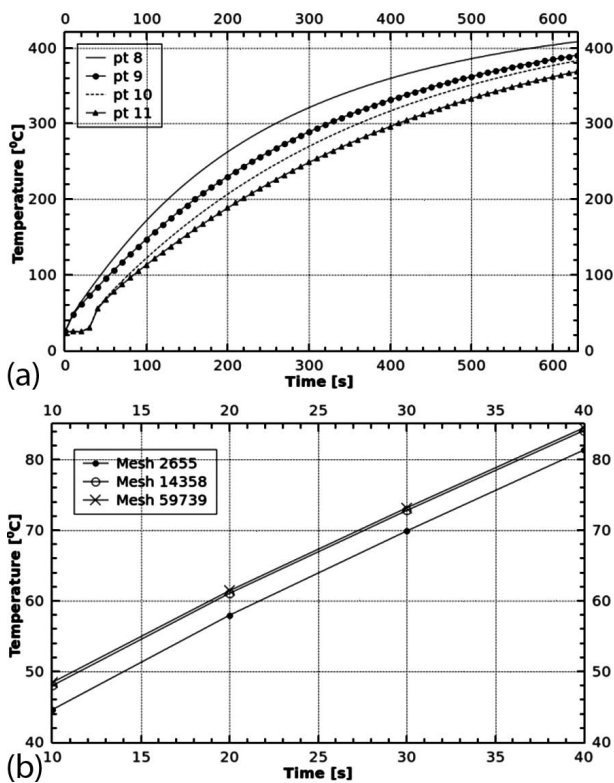 0 100 200 300 400 500 600
400 400
300 300
200 200
100 100
0 0
pt 8
pt 9
pt 10
pt 11
Temperature [⁰C]
0 100 200 300 400 500 600
Time [s]
(a)
10 15 20 25 30 35 40
80 80
70 70
60 60
50 50
40 40
Mesh 2655
Mesh 14358
Mesh 59739
Temperature [⁰C]
10 15 20 25 30 35 40
Time [s]
(b)